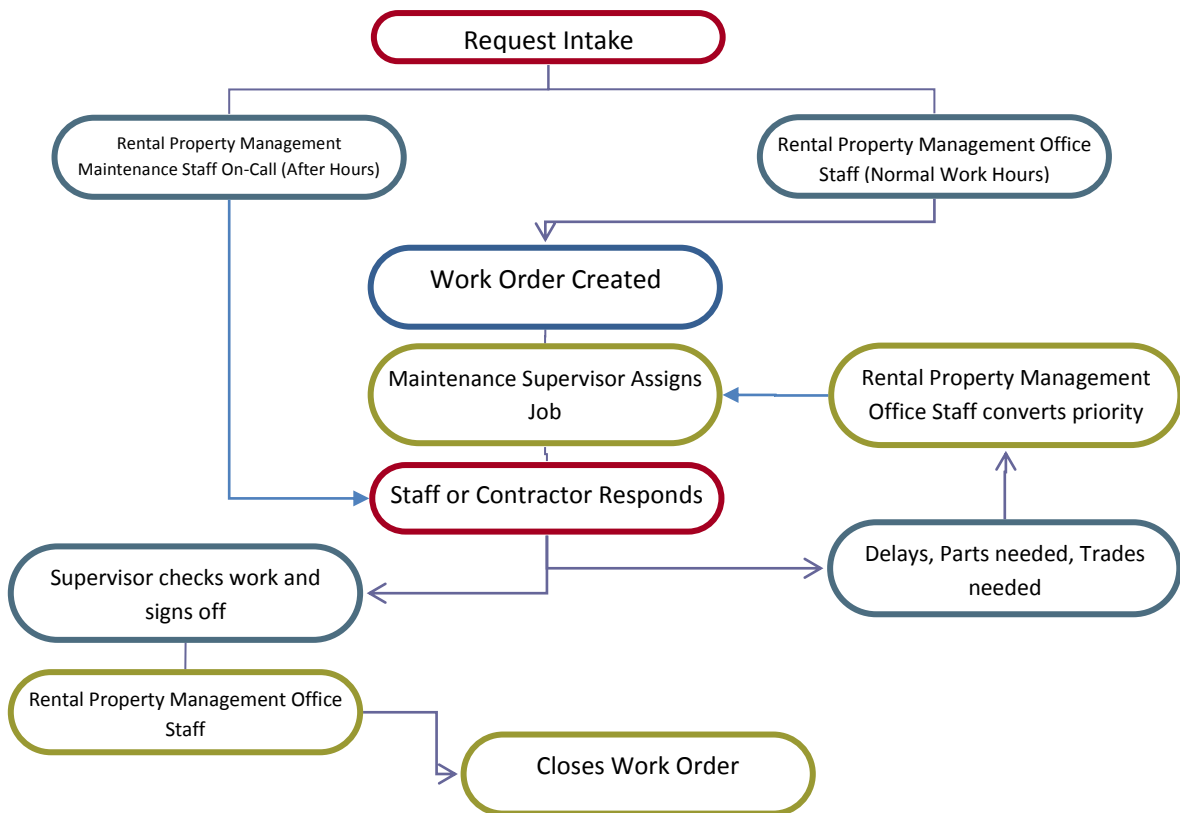 Request Intake
Rental Property Management
Maintenance Staff On-Call (After Hours)
Rental Property Management Office
Staff (Normal Work Hours)
Work Order Created
Maintenance Supervisor Assigns
Job
Rental Property Management
Office Staff converts priority
Staff or Contractor Responds
Supervisor checks work and
signs off
Delays, Parts needed, Trades
needed
Rental Property Management Office
Staff
Closes Work Order